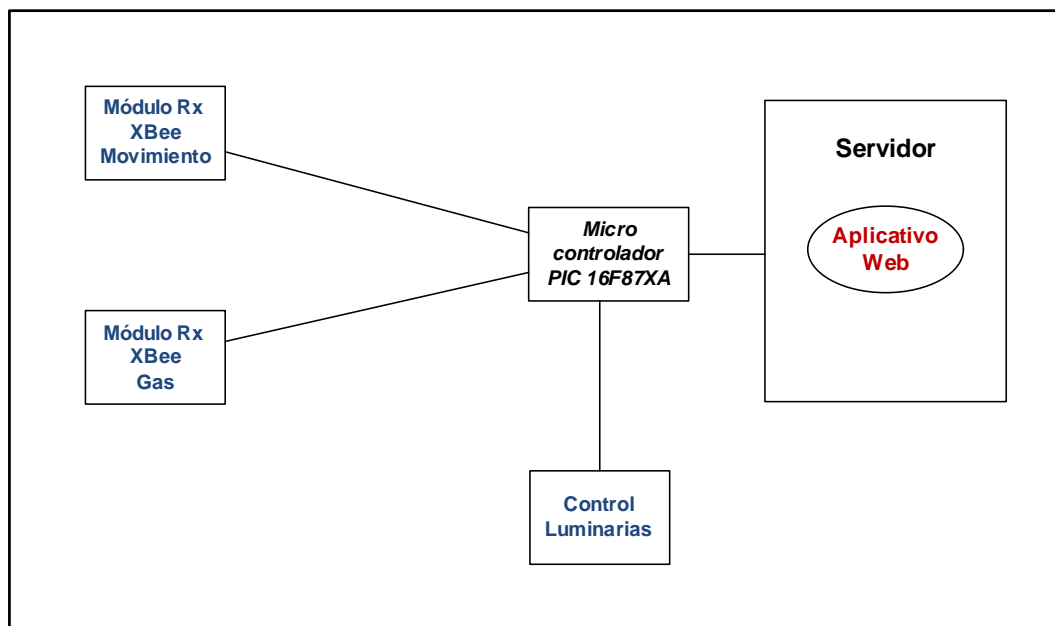 Módulo Rx
XBee
Movimiento
Servidor
Aplicativo
Web
Micro
controlador
PIC 16F87XA
Módulo Rx
XBee
Gas
Control
Luminarias